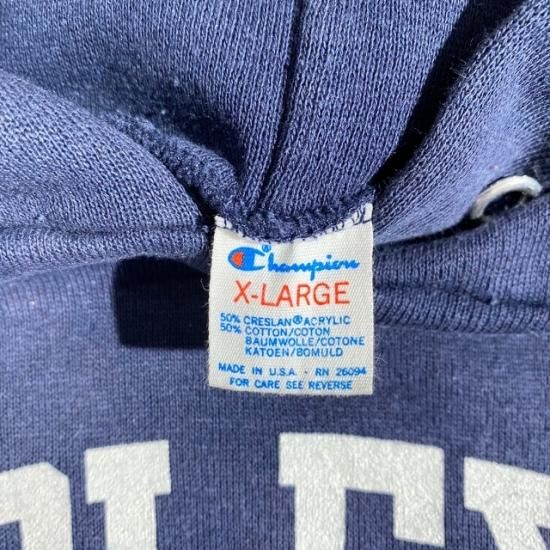 Champion
X-LARGE
50% CRESLAN® ACRYLIC
50% COTTON/COTON
BAUMWOLLE/COTONE
KATOEN/BOMULD
MADE IN U.S.A. · RN 26094
FOR CARE SEE REVERSE